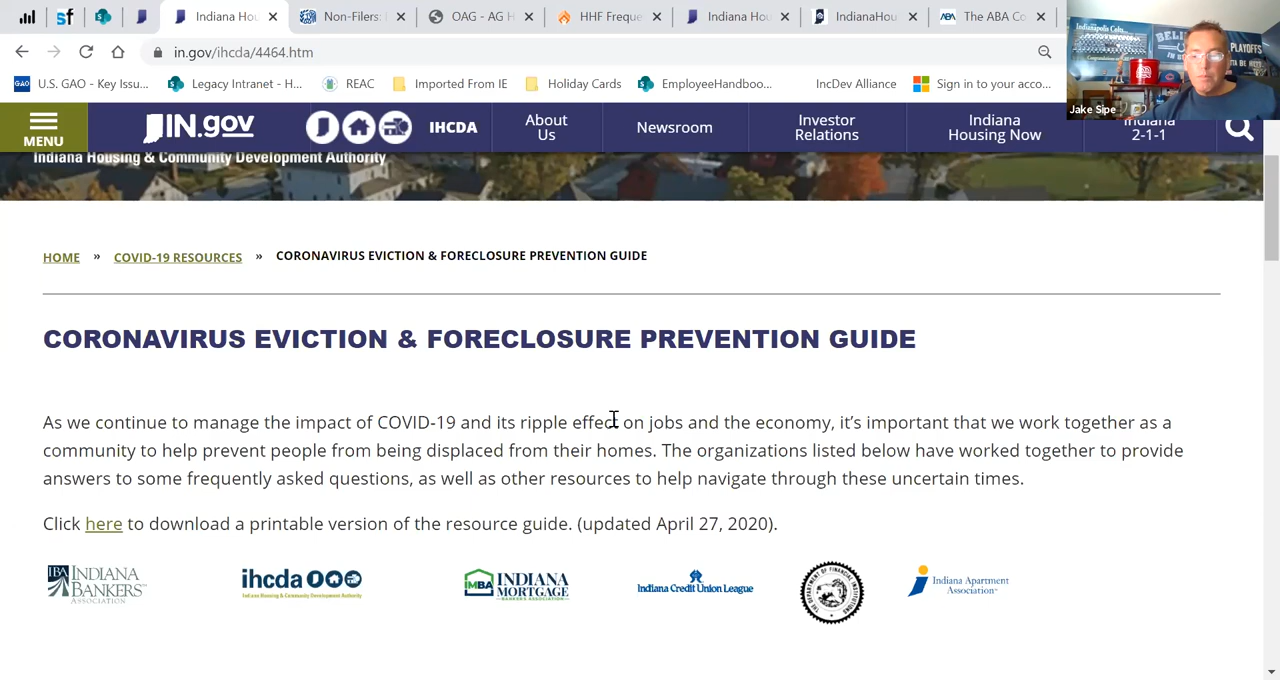 Indiana Hou
Non-Filers:
OAG - AG H
HHF Freque
Indiana Hou
IndianaHou
The ABA Co
in.gov/ihcda/4464.htm
U.S. GAO - Key Issu...
Legacy Intranet - H...
REAC
Imported From IE
Holiday Cards
EmployeeHandboo...
IncDev Alliance
Sign in to your acco...
Indianapolis Colts
PLAYOFFS
Jake Sipe
MENU
IN.gov
IHCDA
About
Us
Newsroom
Investor
Relations
Indiana
Housing Now
Indiana
2-1-1
Indiana Housing & Community Development Authority
HOME » COVID-19 RESOURCES » CORONAVIRUS EVICTION & FORECLOSURE PREVENTION GUIDE
CORONAVIRUS EVICTION & FORECLOSURE PREVENTION GUIDE
As we continue to manage the impact of COVID-19 and its ripple effect on jobs and the economy, it’s important that we work together as a
community to help prevent people from being displaced from their homes. The organizations listed below have worked together to provide
answers to some frequently asked questions, as well as other resources to help navigate through these uncertain times.
Click here to download a printable version of the resource guide. (updated April 27, 2020).
IBA INDIANA
BANKERS
ASSOCIATION
ihcda
Indiana Housing & Community Development Authority
MBA INDIANA
MORTGAGE
BANKERS ASSOCIATION
Indiana Credit Union League
DEPARTMENT OF FINANCIAL INSTITUTIONS
Indiana Apartment
Association